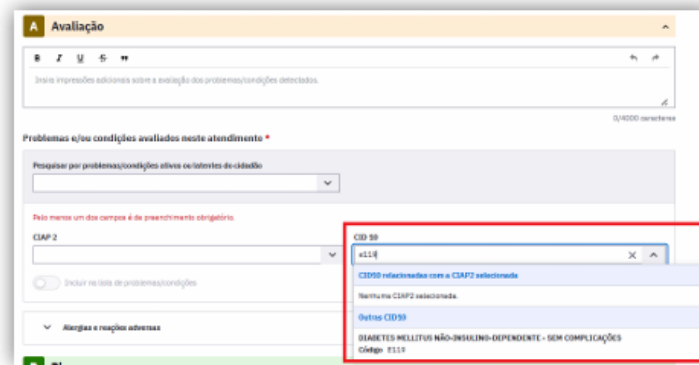 A Avaliação
B I U S
Insira impressões adicionais sobre a avaliação dos problemas/condições detectados.
0/4000 caracteres
Problemas e/ou condições avaliados neste atendimento *
Pesquisar por problemas/condições ativos ou latentes do cidadão
Pelo menos um dos campos é de preenchimento obrigatório.
CIAP 2
CID 10
e119
Incluir na lista de problemas/condições
CID10 relacionadas com a CIAP2 selecionada
Nenhuma CIAP2 selecionada.
Outras CID10
Alergias e reações adversas
DIABETES MELLITUS NÃO-INSULINO-DEPENDENTE - SEM COMPLICAÇÕES
Código E119